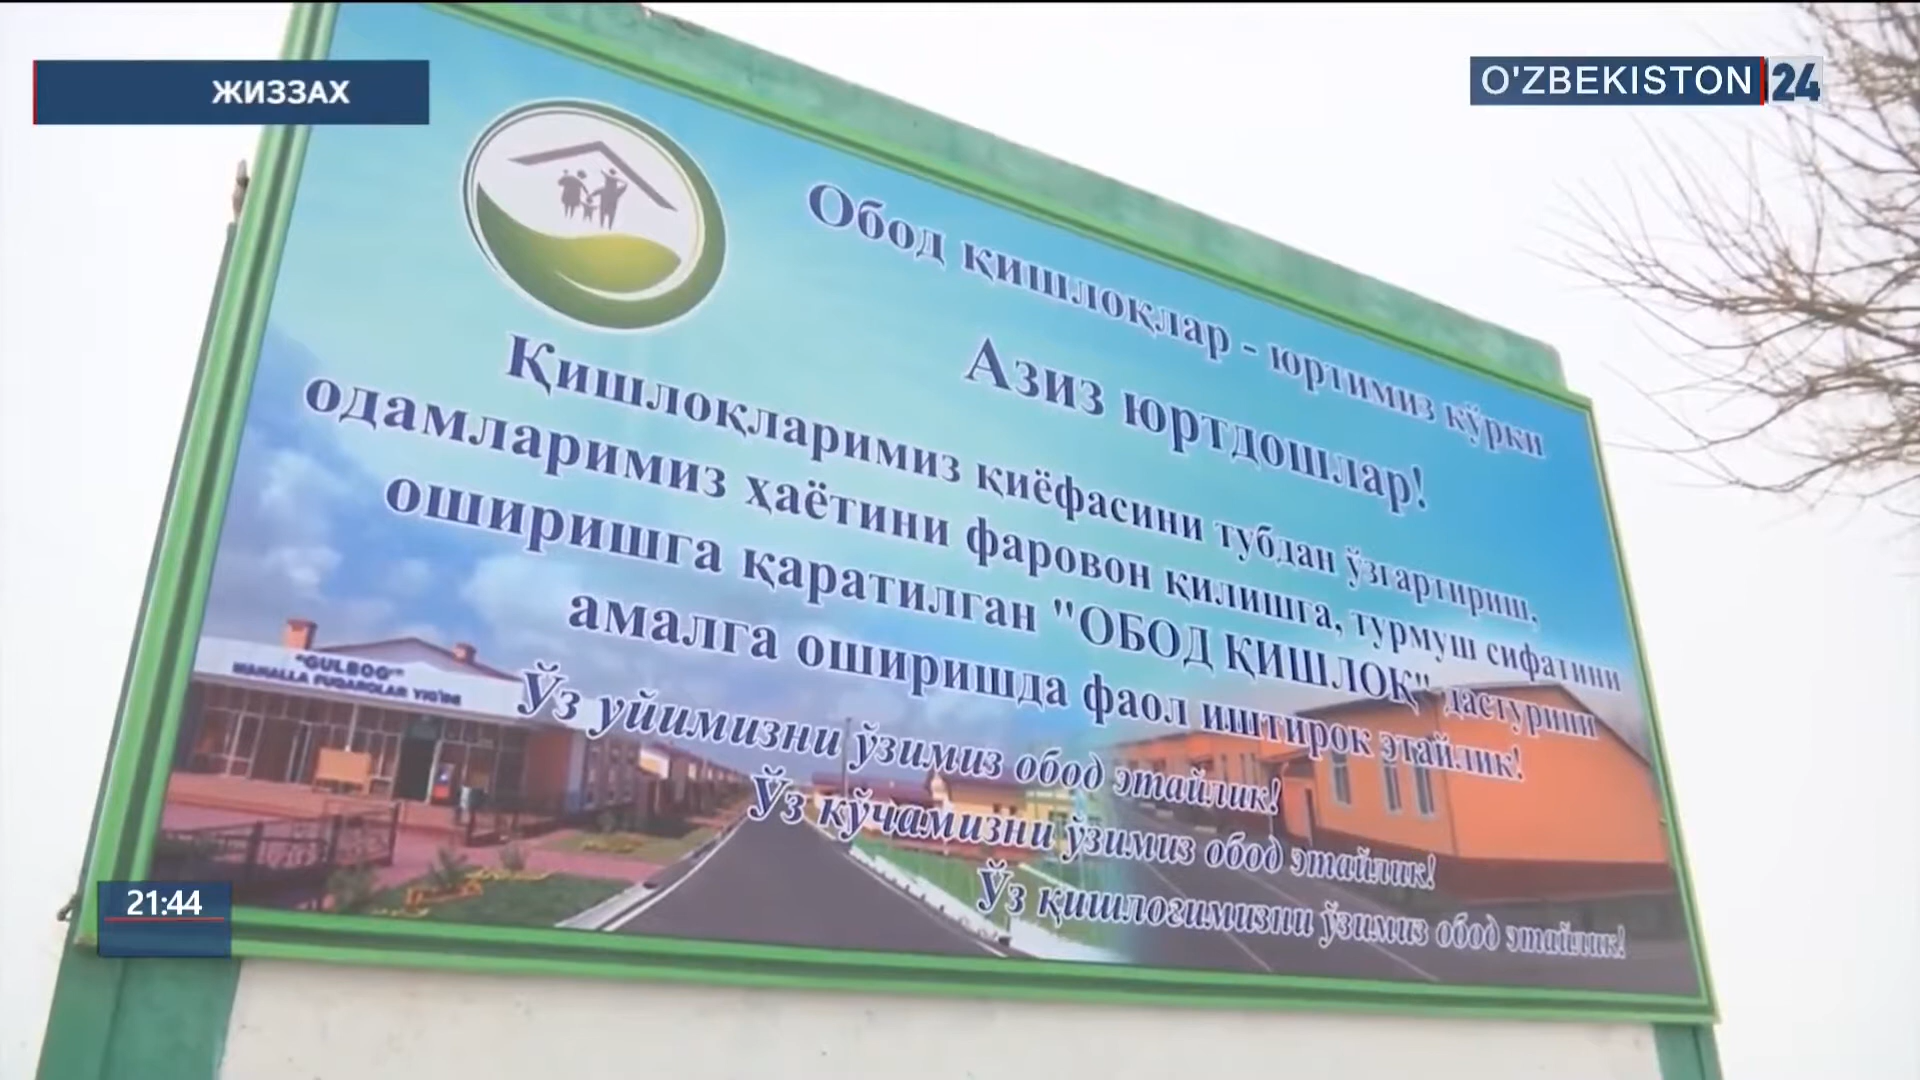 ЖИЗЗАХ
O'ZBEKISTON 24
Обод қишлоқлар - юртимиз кўрки
Азиз юртдошлар!
Қишлоқларимиз қиёфасини тубдан ўзгартириш,
одамларимиз ҳаётини фаровон қилишга, турмуш сифатини
оширишга қаратилган "ОБОД ҚИШЛОҚ" дастурини
амалга оширишда фаол иштирок этайлик!
Ўз уйимизни ўзимиз обод этайлик!
Ўз кўчамизни ўзимиз обод этайлик!
Ўз қишлоғимизни ўзимиз обод этайлик!
"GULBOG'"
MAHALLA FUQAROLAR YIG'INI
21:44